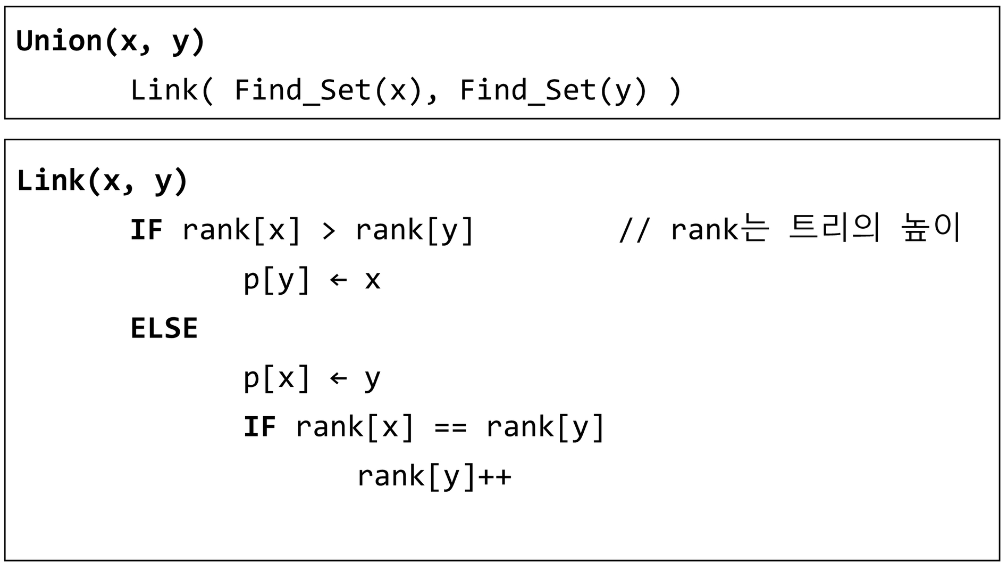 Union(x, y)
Link( Find_Set(x), Find_Set(y) )
Link(x, y)
IF rank[x] > rank[y] // rank는 트리의 높이
p[y] ← x
ELSE
p[x] ← y
IF rank[x] == rank[y]
rank[y]++